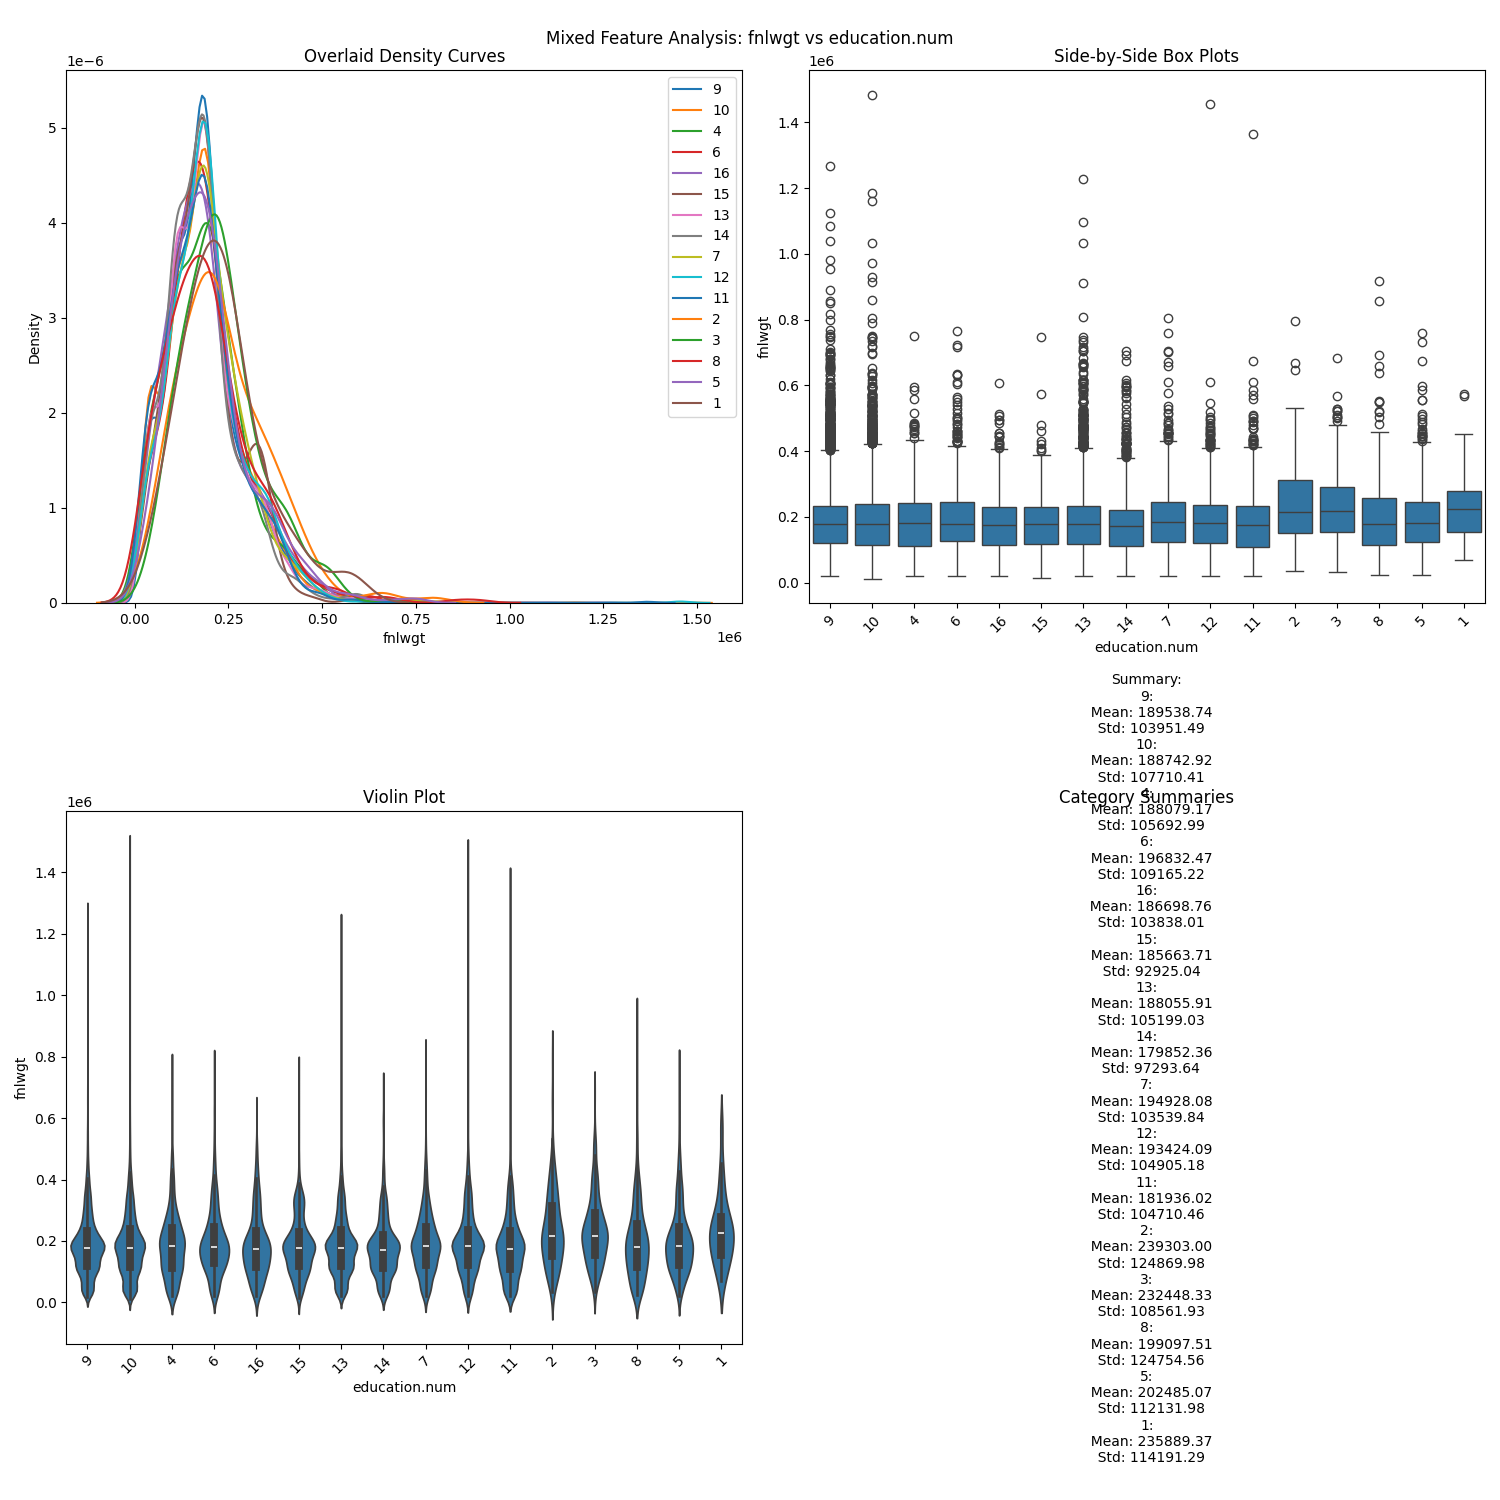 Mixed Feature Analysis: fnlwgt vs education.num
Overlaid Density Curves
1e−6
5
4
3
2
1
0
Density
0.00 0.25 0.50 0.75 1.00 1.25 1.50
1e6
fnlwgt
9
10
4
6
16
15
13
14
7
12
11
2
3
8
5
1
Side-by-Side Box Plots
1e6
1.4
1.2
1.0
0.8
0.6
0.4
0.2
0.0
fnlwgt
9 10 4 6 16 15 13 14 7 12 11 2 3 8 5 1
education.num
Violin Plot
1e6
1.4
1.2
1.0
0.8
0.6
0.4
0.2
0.0
fnlwgt
9 10 4 6 16 15 13 14 7 12 11 2 3 8 5 1
education.num
Category Summaries
Summary:
9:
Mean: 189538.74
Std: 103951.49
10:
Mean: 188742.92
Std: 107710.41
4:
Mean: 188079.17
Std: 105692.99
6:
Mean: 196832.47
Std: 109165.22
16:
Mean: 186698.76
Std: 103838.01
15:
Mean: 185663.71
Std: 92925.04
13:
Mean: 188055.91
Std: 105199.03
14:
Mean: 179852.36
Std: 97293.64
7:
Mean: 194928.08
Std: 103539.84
12:
Mean: 193424.09
Std: 104905.18
11:
Mean: 181936.02
Std: 104710.46
2:
Mean: 239303.00
Std: 124869.98
3:
Mean: 232448.33
Std: 108561.93
8:
Mean: 199097.51
Std: 124754.56
5:
Mean: 202485.07
Std: 112131.98
1:
Mean: 235889.37
Std: 114191.29